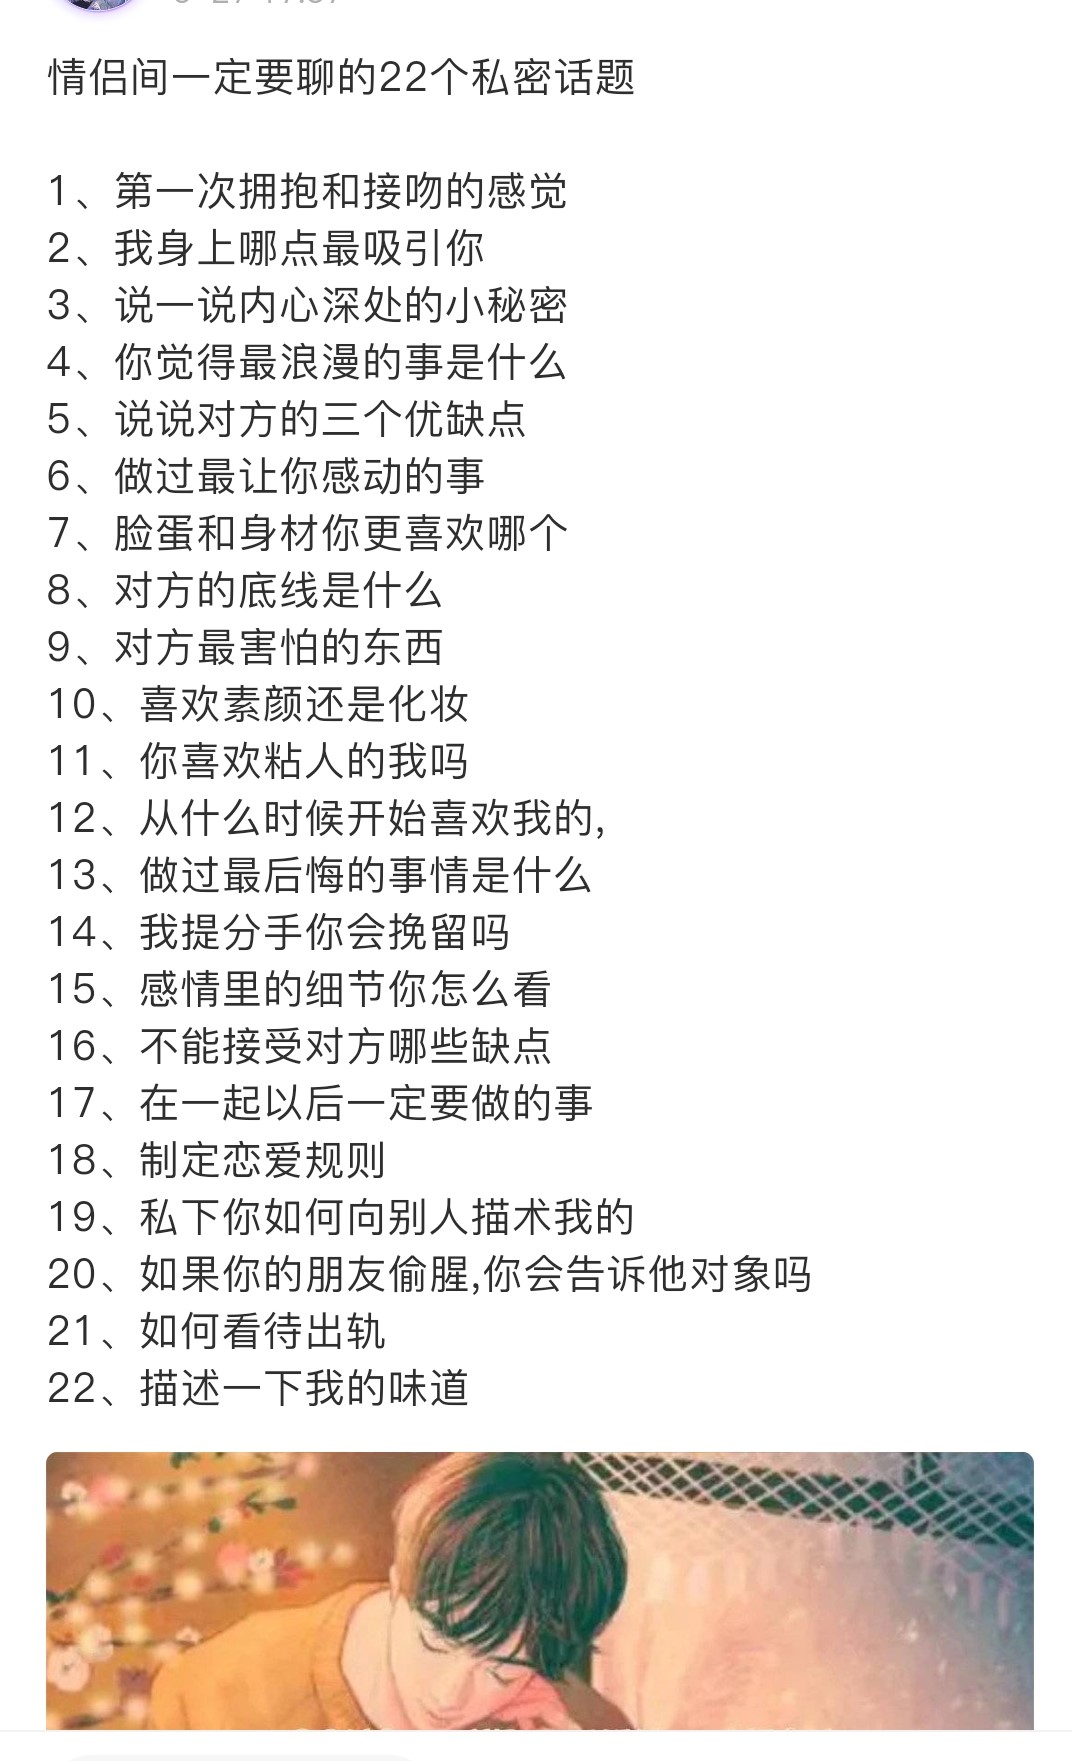 情侣间一定要聊的22个私密话题
1、第一次拥抱和接吻的感觉
2、我身上哪点最吸引你
3、说一说内心深处的小秘密
4、你觉得最浪漫的事是什么
5、说说对方的三个优缺点
6、做过最让你感动的事
7、脸蛋和身材你更喜欢哪个
8、对方的底线是什么
9、对方最害怕的东西
10、喜欢素颜还是化妆
11、你喜欢粘人的我吗
12、从什么时候开始喜欢我的,
13、做过最后悔的事情是什么
14、我提分手你会挽留吗
15、感情里的细节你怎么看
16、不能接受对方哪些缺点
17、在一起以后一定要做的事
18、制定恋爱规则
19、私下你如何向别人描术我的
20、如果你的朋友偷腥,你会告诉他对象吗
21、如何看待出轨
22、描述一下我的味道